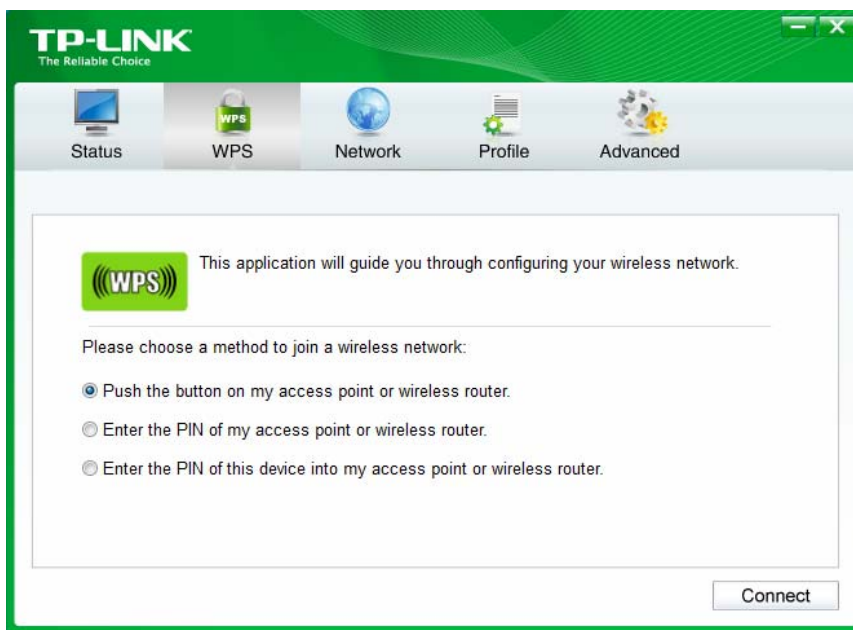 TP-LINK
The Reliable Choice
Status WPS Network Profile Advanced
WPS
This application will guide you through configuring your wireless network.
(((WPS)))
Please choose a method to join a wireless network:
Push the button on my access point or wireless router.
Enter the PIN of my access point or wireless router.
Enter the PIN of this device into my access point or wireless router.
Connect